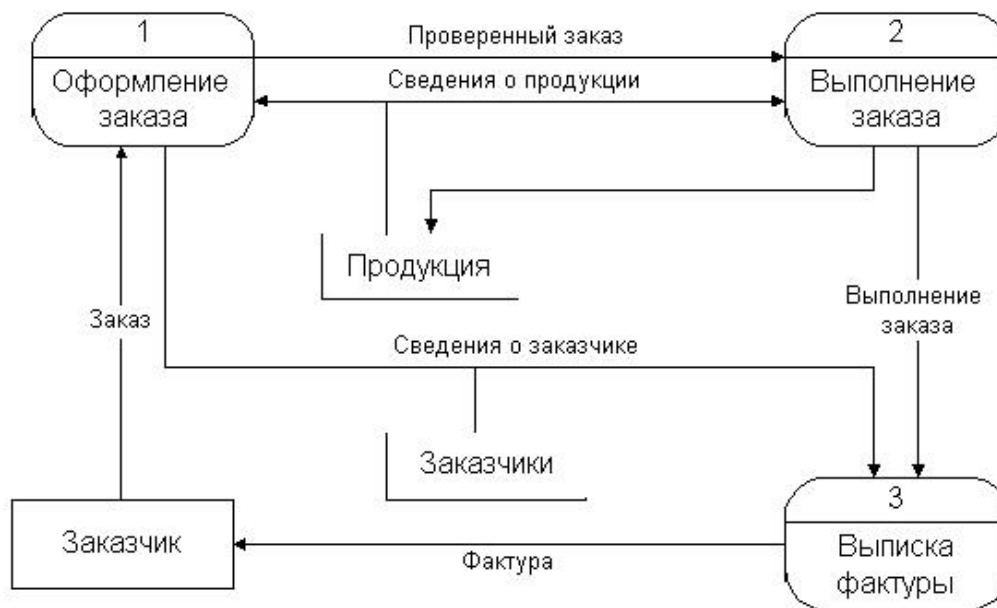 1
Оформление
заказа
Проверенный заказ
Сведения о продукции
2
Выполнение
заказа
Продукция
Заказ
Выполнение
заказа
Сведения о заказчике
Заказчики
Заказчик
Фактура
3
Выписка
фактуры